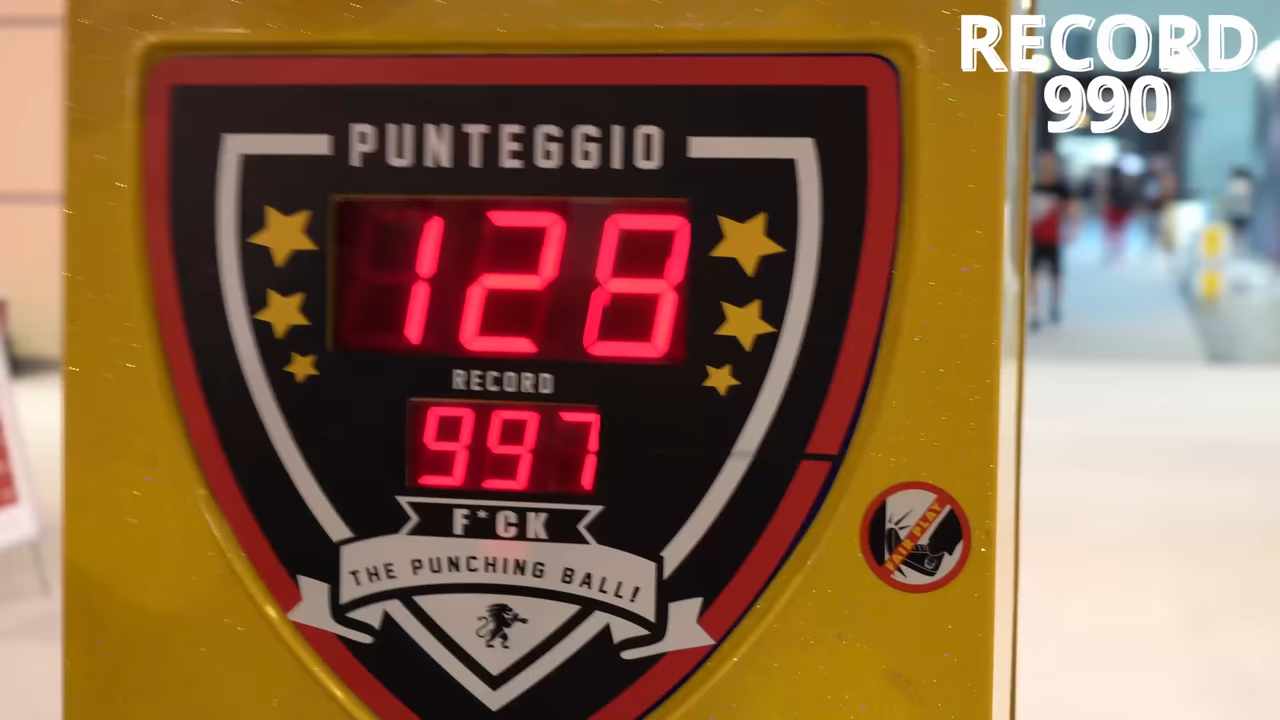 RECORD
990
PUNTEGGIO
128
RECORD
997
F*CK
THE PUNCHING BALL!
FAIR PLAY